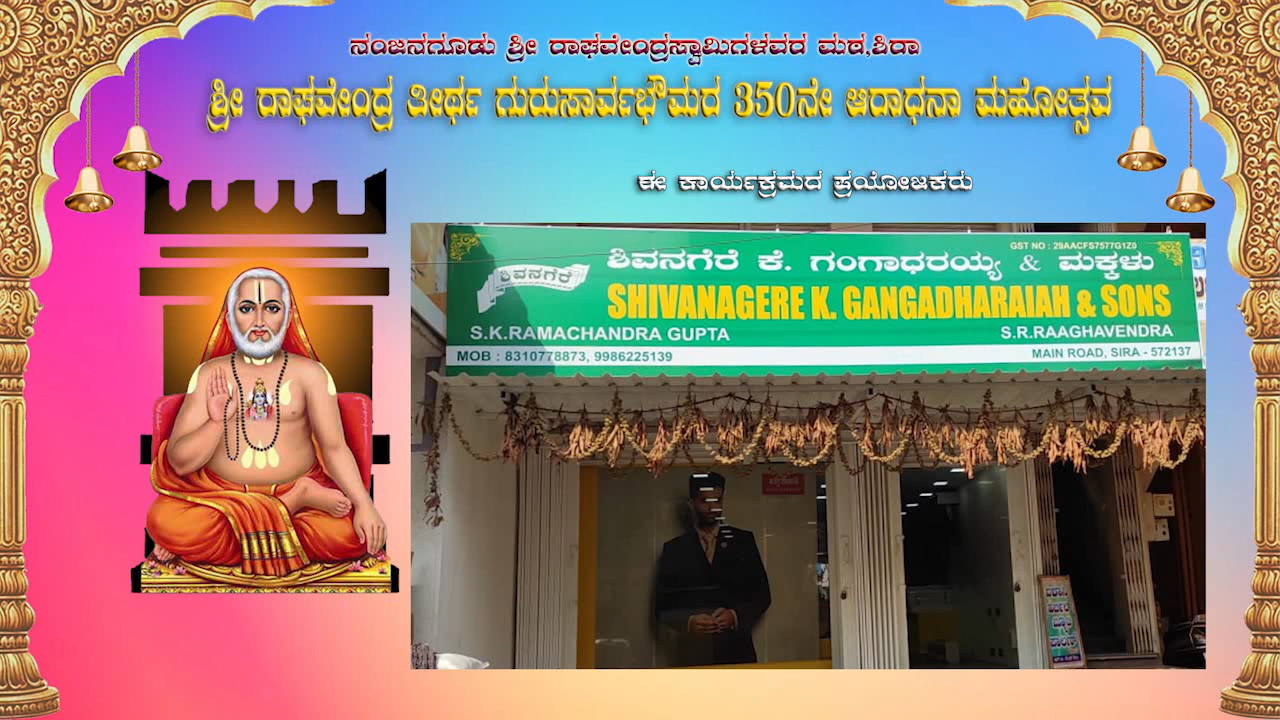 ನಂಜನಗೂಡು ಶ್ರೀ ರಾಘವೇಂದ್ರಸ್ವಾಮಿಗಳವರ ಮಠ,ಶಿರಾ
ಶ್ರೀ ರಾಘವೇಂದ್ರ ತೀರ್ಥ ಗುರುಸಾರ್ವಭೌಮರ 350ನೇ ಆರಾಧನಾ ಮಹೋತ್ಸವ
ಈ ಕಾರ್ಯಕ್ರಮದ ಪ್ರಯೋಜಕರು
GST NO : 29AACFS7577G1Z0
ಶಿವನಗೆರೆ
ಶಿವನಗೆರೆ ಕೆ. ಗಂಗಾಧರಯ್ಯ & ಮಕ್ಕಳು
SHIVANAGERE K. GANGADHARAIAH & SONS
S.K.RAMACHANDRA GUPTA S.R.RAAGHAVENDRA
MOB : 8310778873, 9986225139 MAIN ROAD, SIRA - 572137